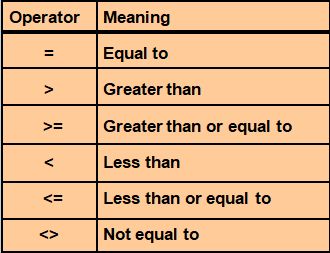 Operator Meaning
= Equal to
> Greater than
>= Greater than or equal to
< Less than
<= Less than or equal to
<> Not equal to